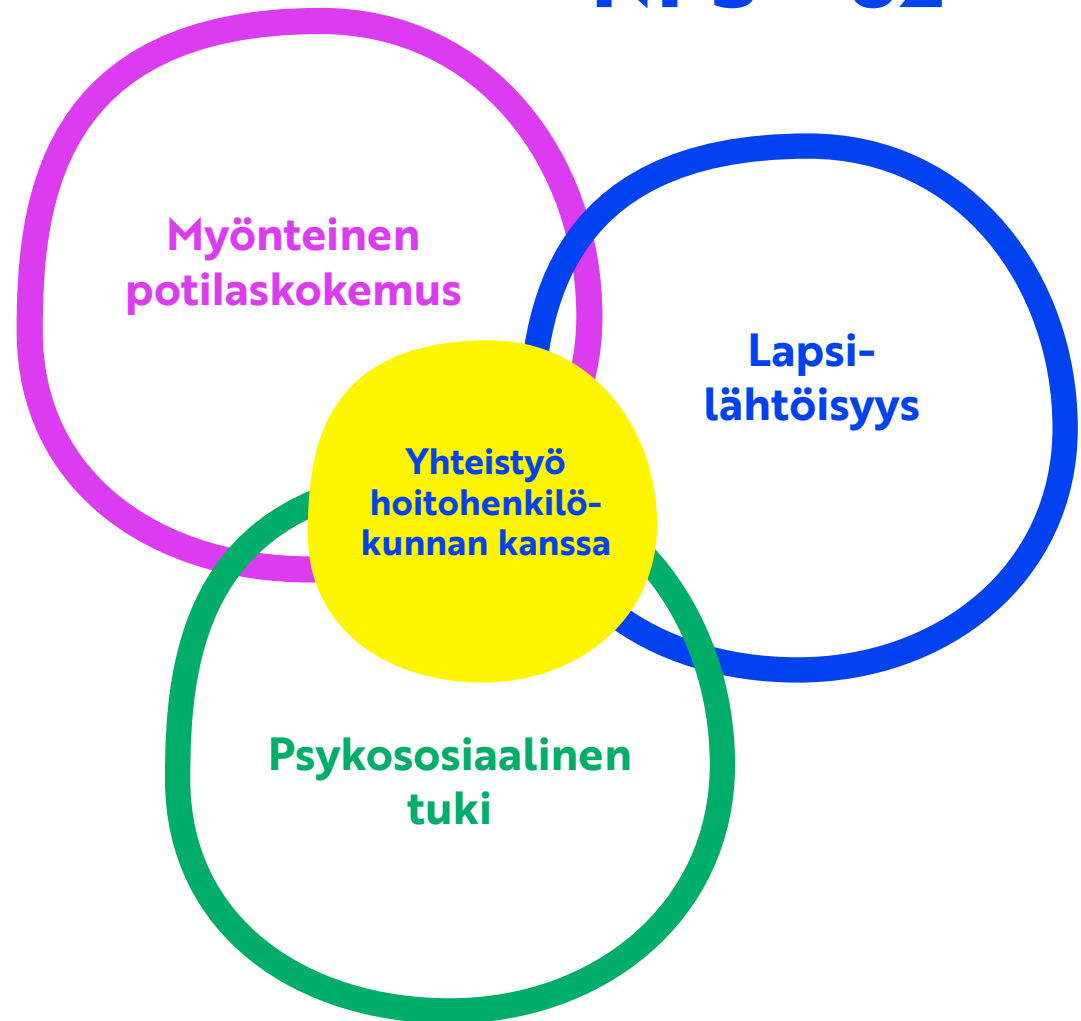 Myönteinen
potilaskokemus
Lapsi-
lähtöisyys
Yhteistyö
hoitohenkilö-
kunnan kanssa
Psykososiaalinen
tuki